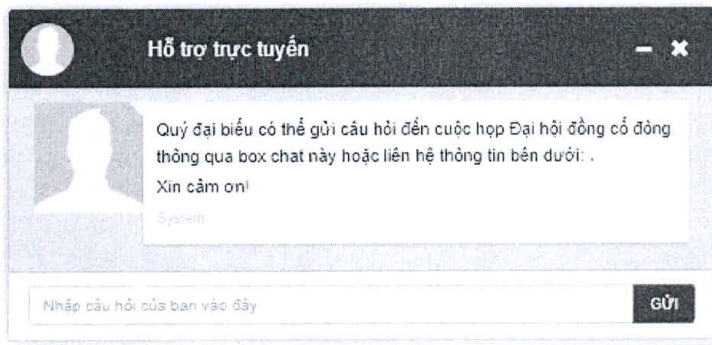 Hỗ trợ trực tuyến
Quý đại biểu có thể gửi câu hỏi đến cuộc họp Đại hội đồng cổ đông
thông qua box chat này hoặc liên hệ thông tin bên dưới: .
Xin cảm ơn!
System
Nhập câu hỏi của bạn vào đây
GỬI